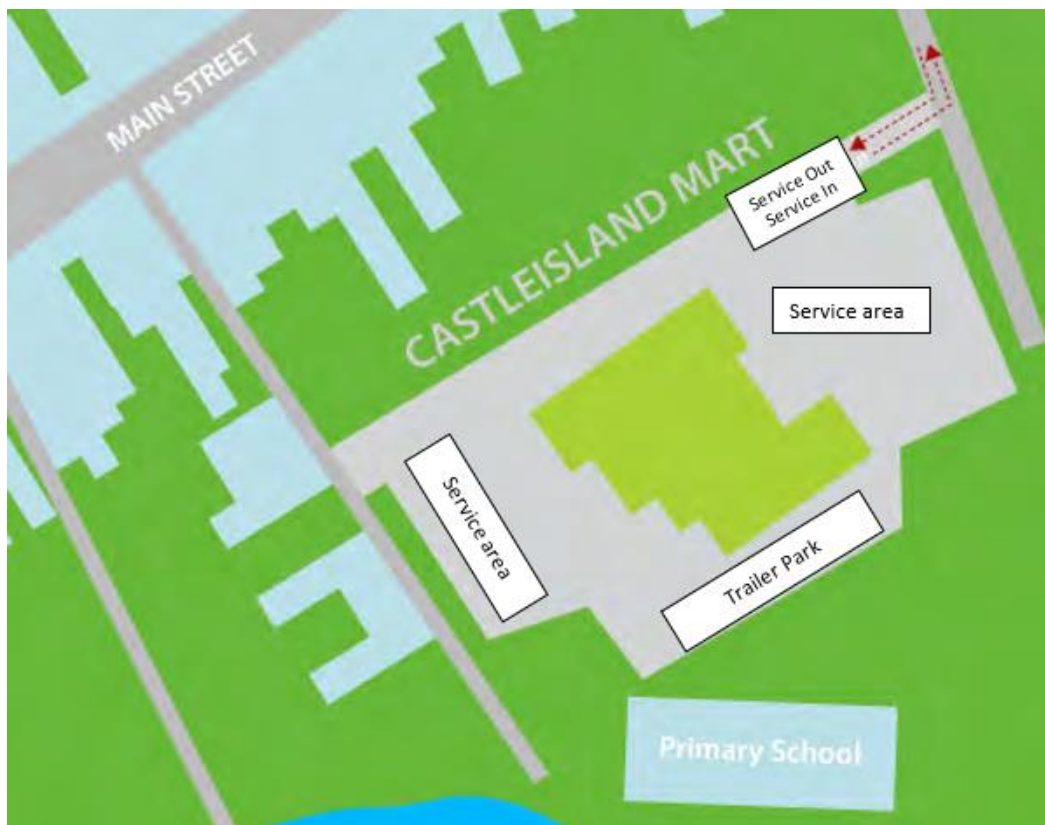 MAIN STREET
CASTLEISLAND MART
Service Out
Service In
Service area
Service area
Trailer Park
Primary School